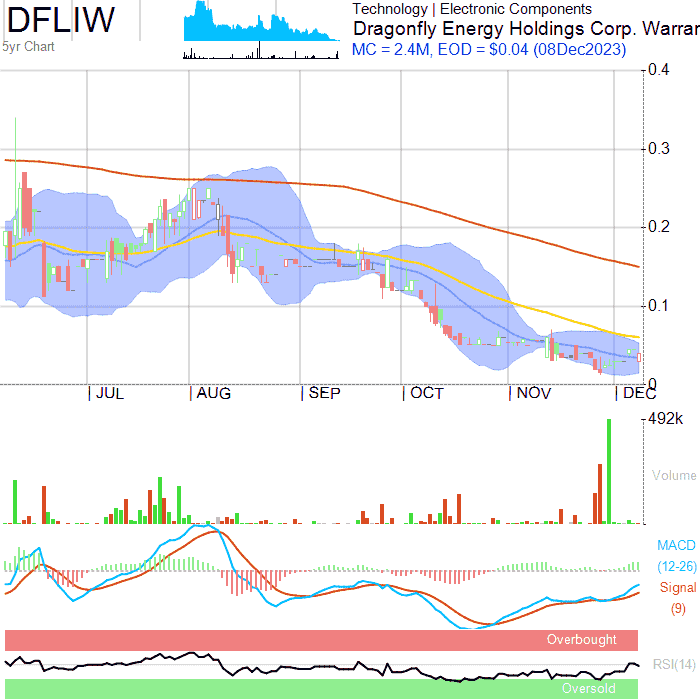 DFLIW
5yr Chart
Technology | Electronic Components
Dragonfly Energy Holdings Corp. Warrar
MC = 2.4M, EOD = $0.04 (08Dec2023)
0.4
0.3
0.2
0.1
0
JUL AUG SEP OCT NOV DEC
492k
Volume
MACD
(12-26)
Signal
(9)
Overbought
RSI(14)
Oversold